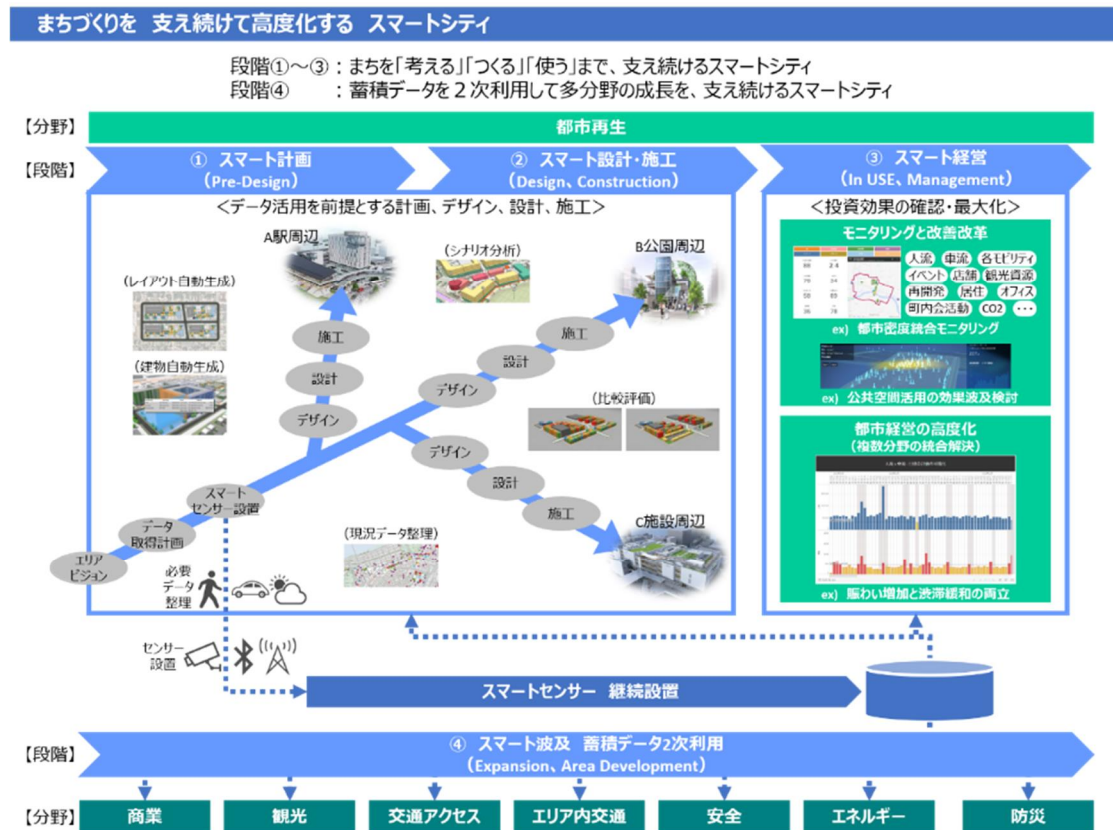 まちづくりを 支え続けて高度化する スマートシティ
段階①～③：まちを「考える」「つくる」「使う」まで、支え続けるスマートシティ
段階④　　：蓄積データを２次利用して多分野の成長を、支え続けるスマートシティ
【分野】
都市再生
【段階】
① スマート計画
(Pre-Design)
② スマート設計・施工
(Design、Construction)
③ スマート経営
(In USE、Management)
<データ活用を前提とする計画、デザイン、設計、施工>
A駅周辺
(シナリオ分析)
B公園周辺
(レイアウト自動生成)
(建物自動生成)
施工
設計
デザイン
施工
設計
デザイン
(比較評価)
デザイン
設計
施工
C施設周辺
スマート
センサー設置
データ
取得計画
エリア
ビジョン
(現況データ整理)
必要
データ
整理
センサー
設置
<投資効果の確認・最大化>
モニタリングと改善改革
人流 車流 各モビリティ
イベント 店舗 観光資源
再開発 居住 オフィス
町内会活動 CO2 ･･･
ex) 都市密度統合モニタリング
ex) 公共空間活用の効果波及検討
都市経営の高度化
(複数分野の統合解決)
ex) 賑わい増加と渋滞緩和の両立
スマートセンサー 継続設置
【段階】
④ スマート波及 蓄積データ2次利用
(Expansion、Area Development)
【分野】
商業
観光
交通アクセス
エリア内交通
安全
エネルギー
防災